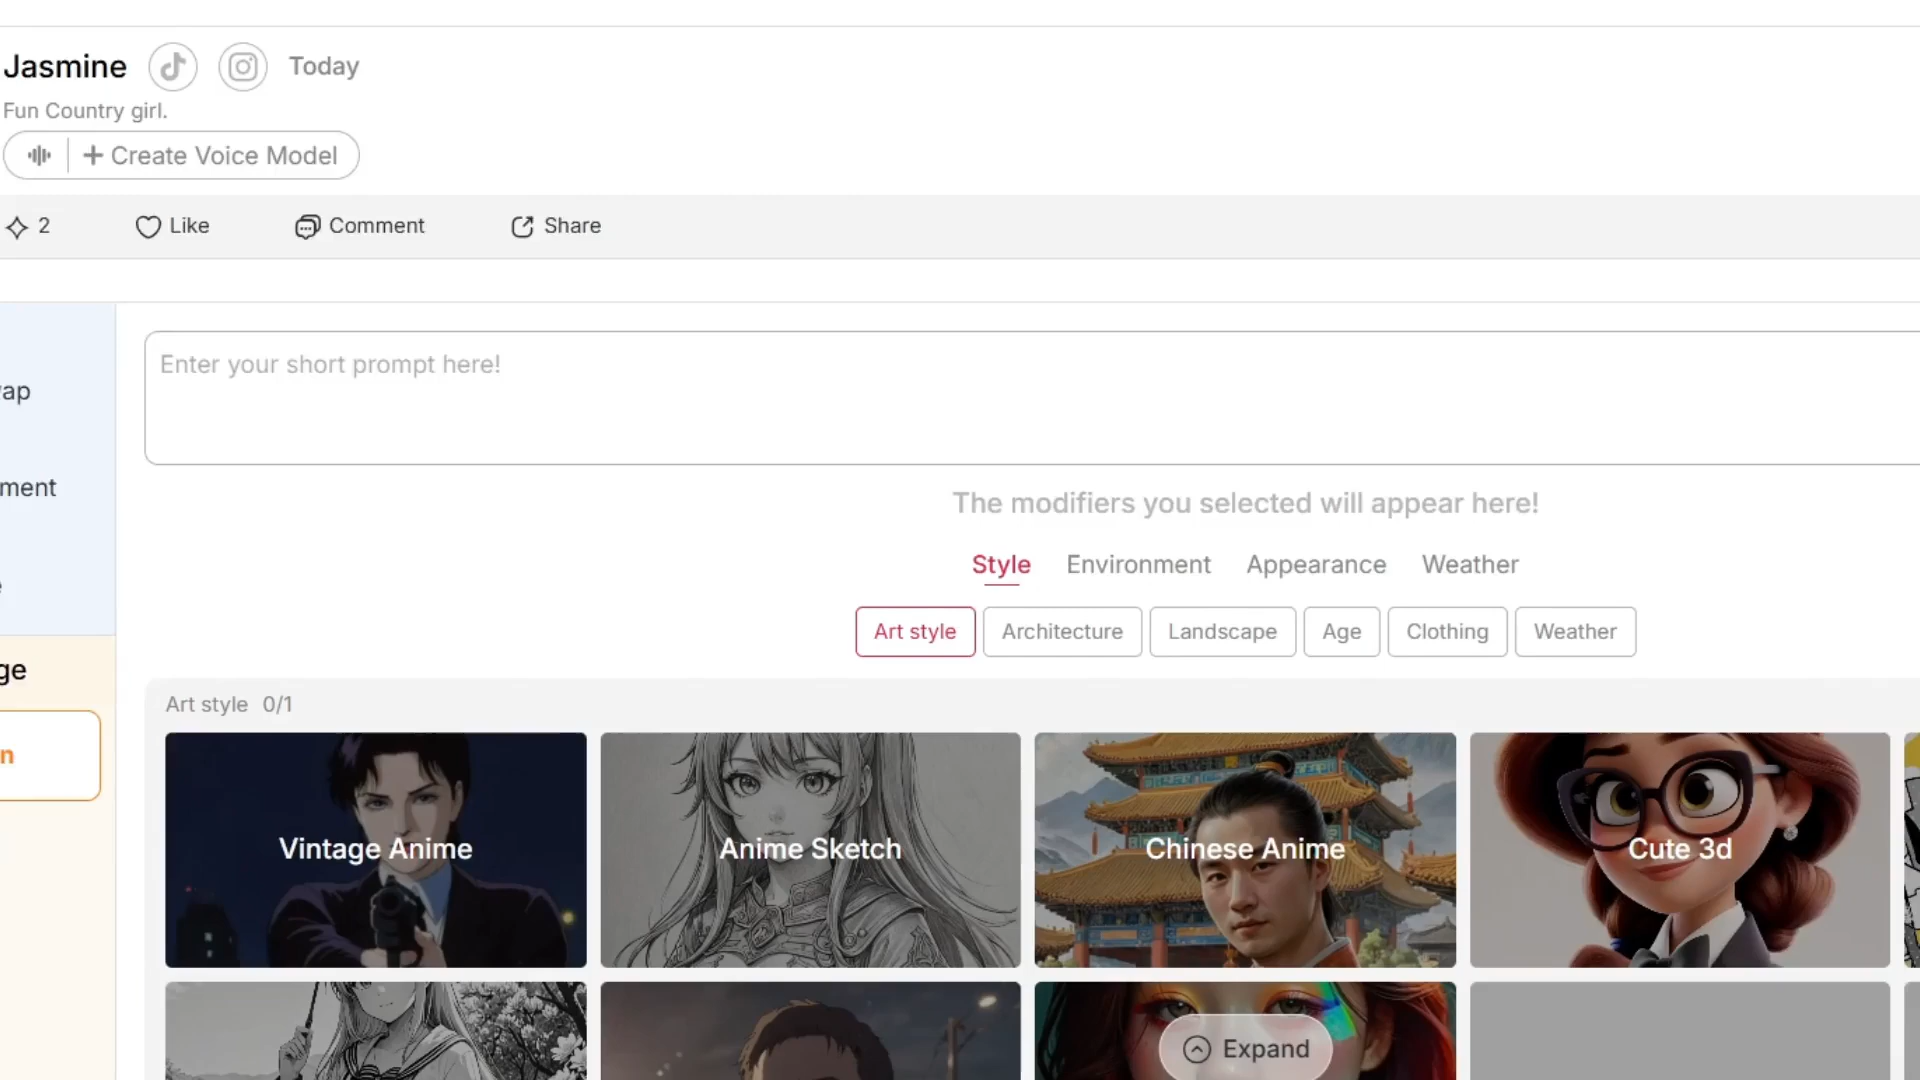 Jasmine Today
Fun Country girl.
+ Create Voice Model
2 Like Comment Share
Enter your short prompt here!
ment
The modifiers you selected will appear here!
Style Environment Appearance Weather
Art style Architecture Landscape Age Clothing Weather
ge
Art style 0/1
n
Vintage Anime Anime Sketch Chinese Anime Cute 3d
Expand